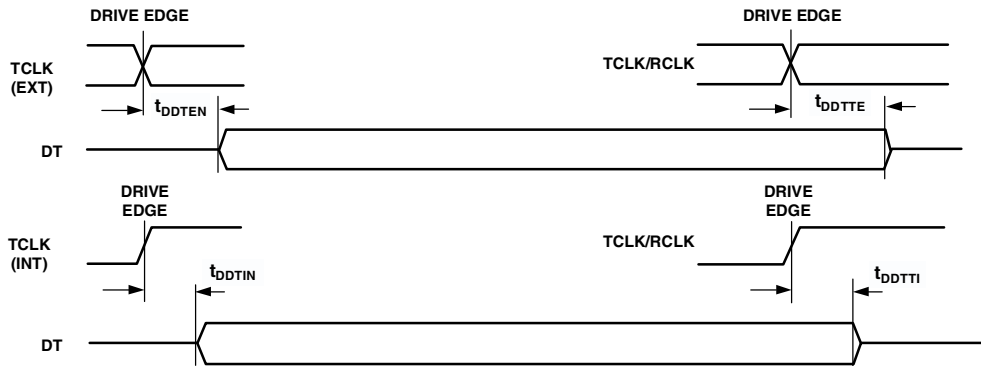 DRIVE EDGE
DRIVE EDGE
TCLK
(EXT)
TCLK/RCLK
tDDTEN
tDDTTE
DT
DRIVE
EDGE
DRIVE
EDGE
TCLK
(INT)
TCLK/RCLK
tDDTIN
tDDTTI
DT